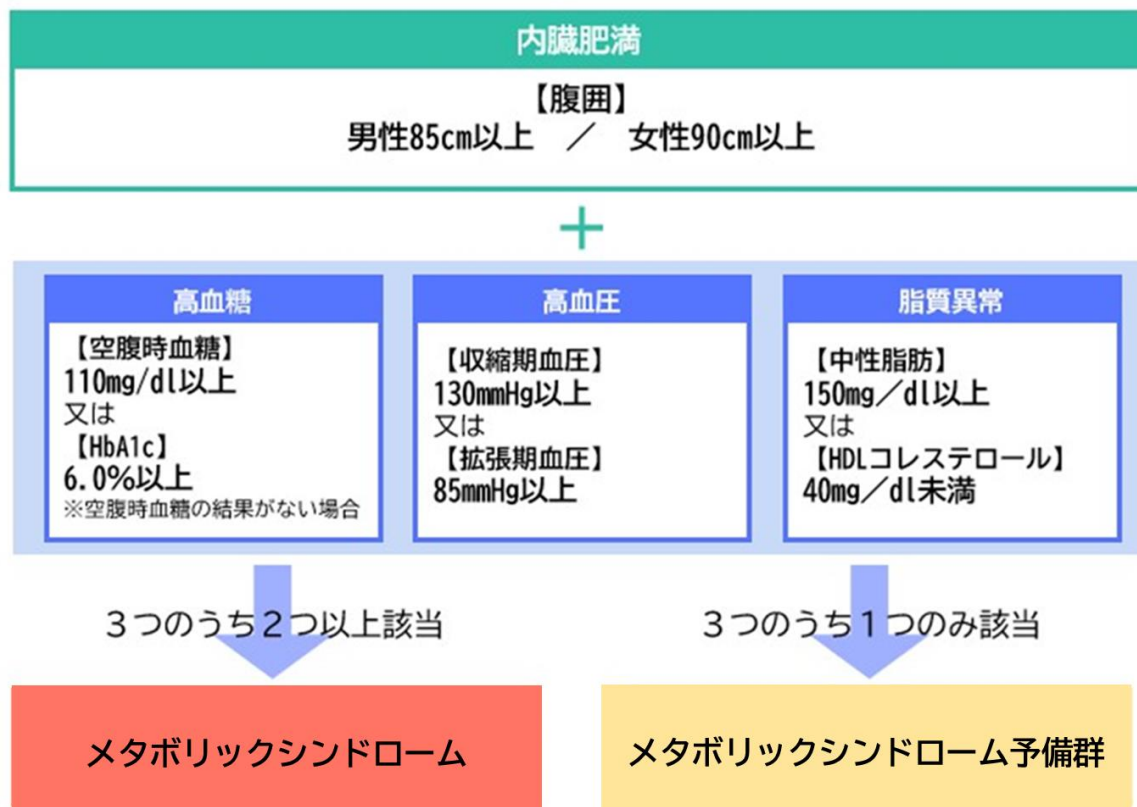 内臓肥満
【腹囲】
男性85cm以上　／　女性90cm以上
＋
高血糖
【空腹時血糖】
110mg/dl以上
又は
【HbA1c】
6.0%以上
※空腹時血糖の結果がない場合
高血圧
【収縮期血圧】
130mmHg以上
又は
【拡張期血圧】
85mmHg以上
脂質異常
【中性脂肪】
150mg／dl以上
又は
【HDLコレステロール】
40mg／dl未満
３つのうち２つ以上該当
３つのうち１つのみ該当
メタボリックシンドローム
メタボリックシンドローム予備群